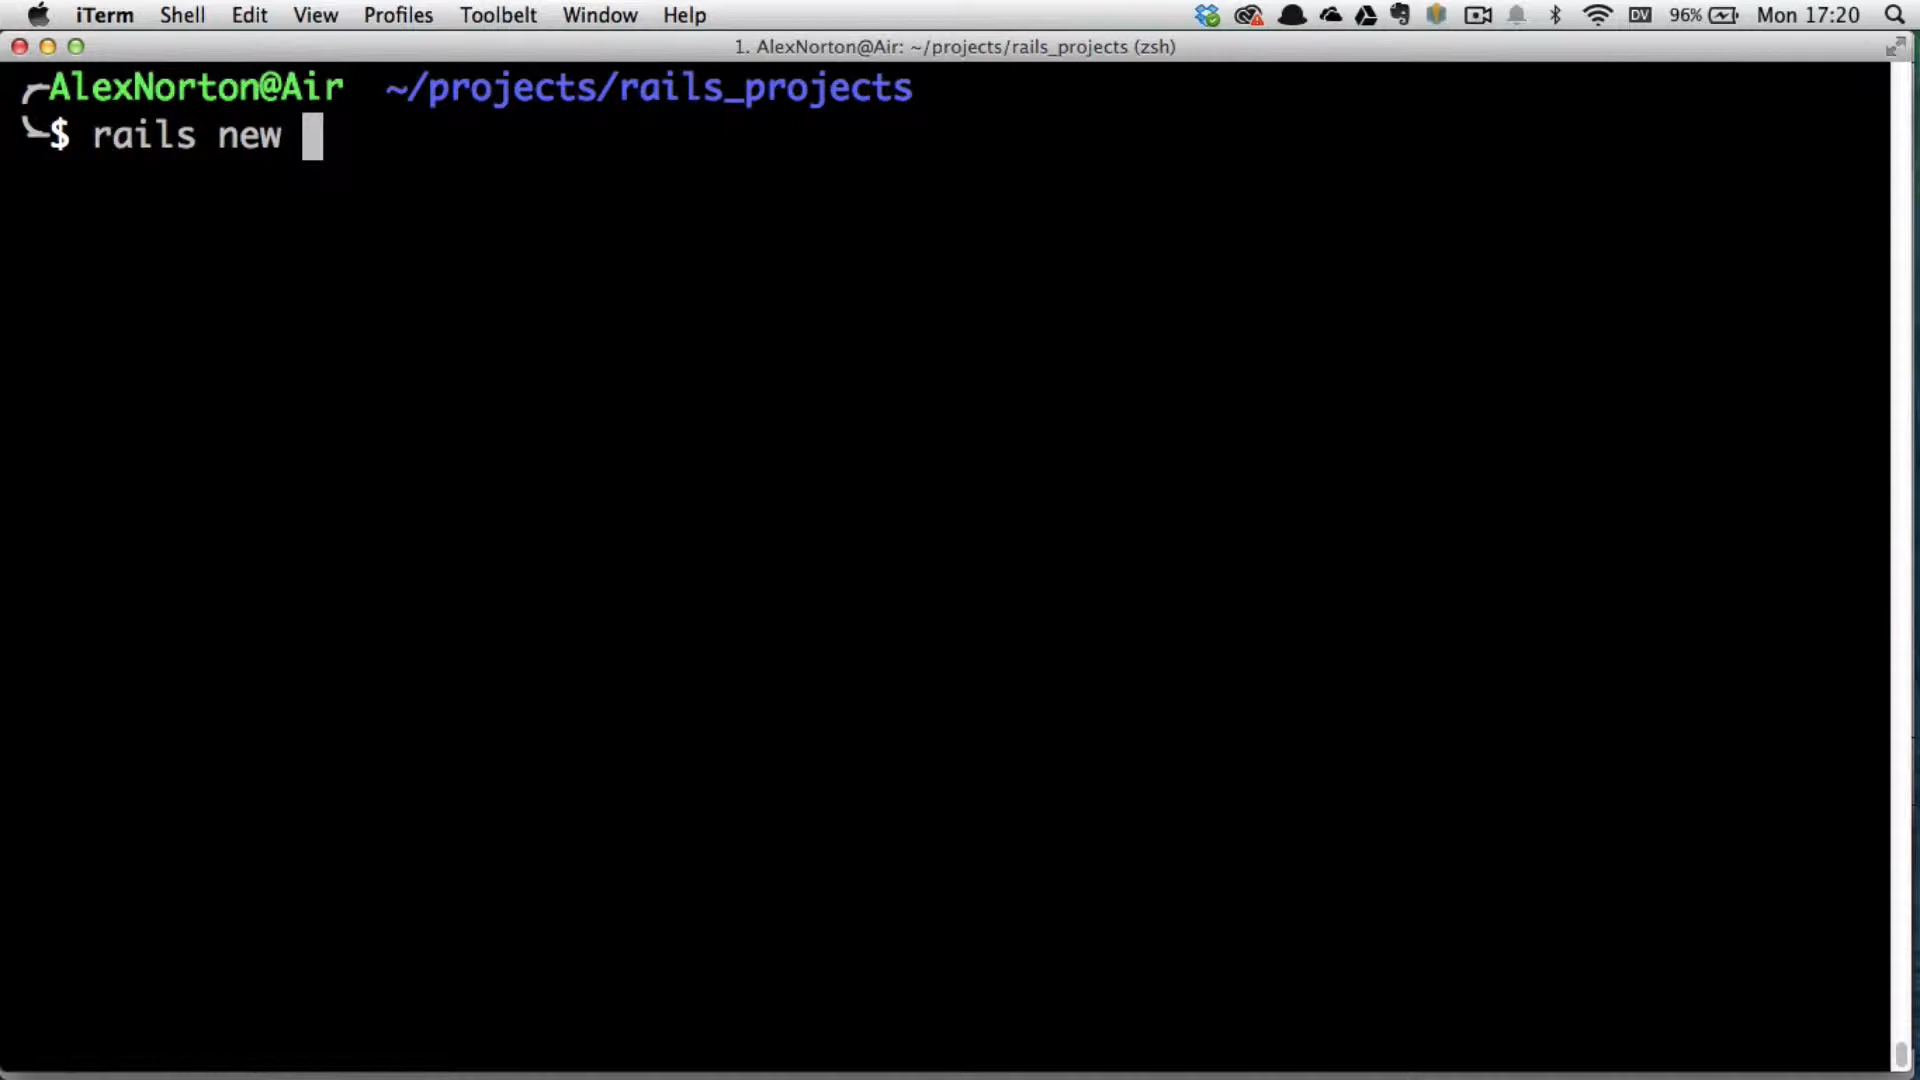 iTerm Shell Edit View Profiles Toolbelt Window Help DV 96% Mon 17:20
1. AlexNorton@Air: ~/projects/rails_projects (zsh)
AlexNorton@Air ~/projects/rails_projects
$ rails new